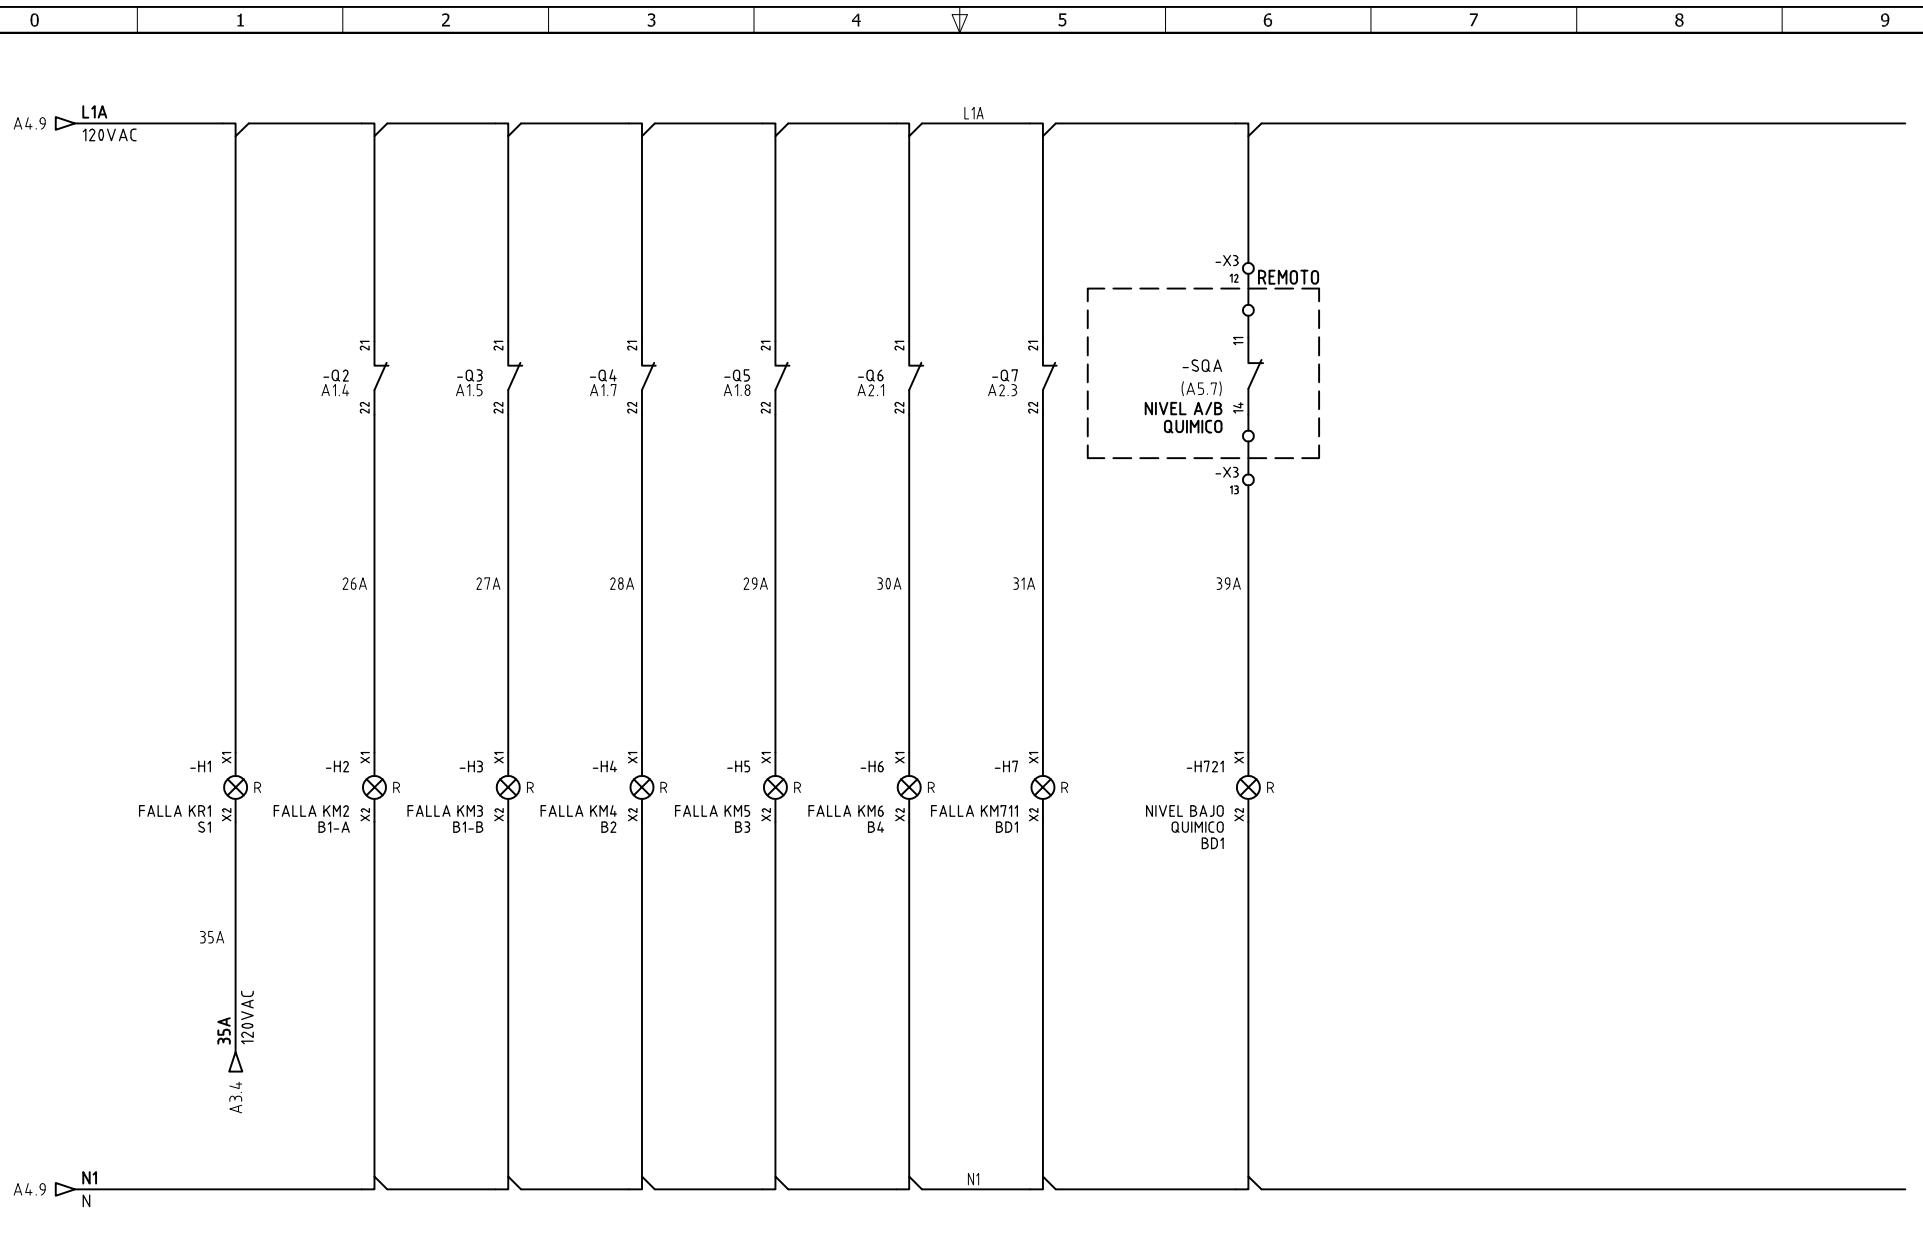 0 1 2 3 4 5 6 7 8 9
A4.9 L1A
120VAC
L1A
-X3
12
REMOTO
21 21 21 21 21 21 11
-Q2 -Q3 -Q4 -Q5 -Q6 -Q7 -SQA
A1.4 A1.5 A1.7 A1.8 A2.1 A2.3 (A5.7)
22 22 22 22 22 22 14
NIVEL A/B
QUIMICO
-X3
13
26A 27A 28A 29A 30A 31A 39A
X1 X1 X1 X1 X1 X1 X1 X1
-H1 -H2 -H3 -H4 -H5 -H6 -H7 -H721
R R R R R R R R
FALLA KR1 FALLA KM2 FALLA KM3 FALLA KM4 FALLA KM5 FALLA KM6 FALLA KM711 NIVEL BAJO
X2 X2 X2 X2 X2 X2 X2 X2
S1 B1-A B1-B B2 B3 B4 BD1 QUIMICO
BD1
35A
35A
120VAC
A3.4
A4.9 N1
N
N1